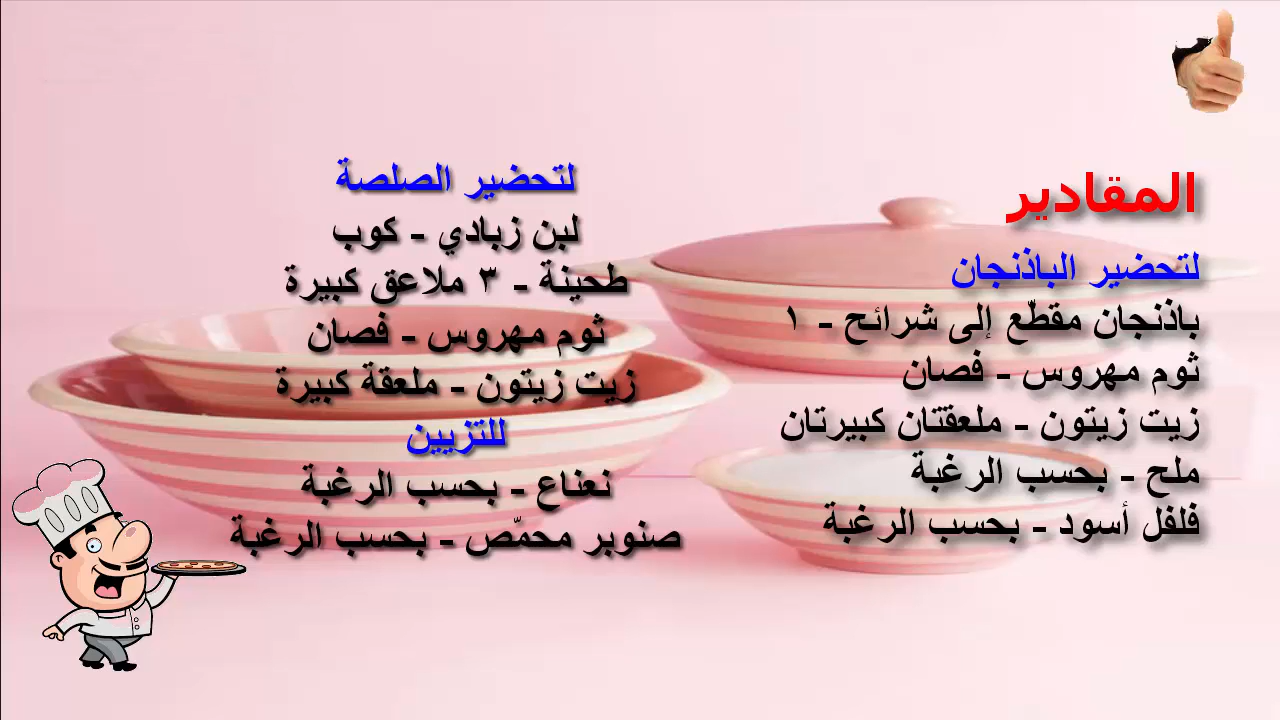 المقادير
لتحضير الباذنجان
باذنجان مقطّع إلى شرائح - ١
ثوم مهروس - فصان
زيت زيتون - ملعقتان كبيرتان
ملح - بحسب الرغبة
فلفل أسود - بحسب الرغبة
لتحضير الصلصة
لبن زبادي - كوب
طحينة - ٣ ملاعق كبيرة
ثوم مهروس - فصان
زيت زيتون - ملعقة كبيرة
للتزيين
نعناع - بحسب الرغبة
صنوبر محمّص - بحسب الرغبة